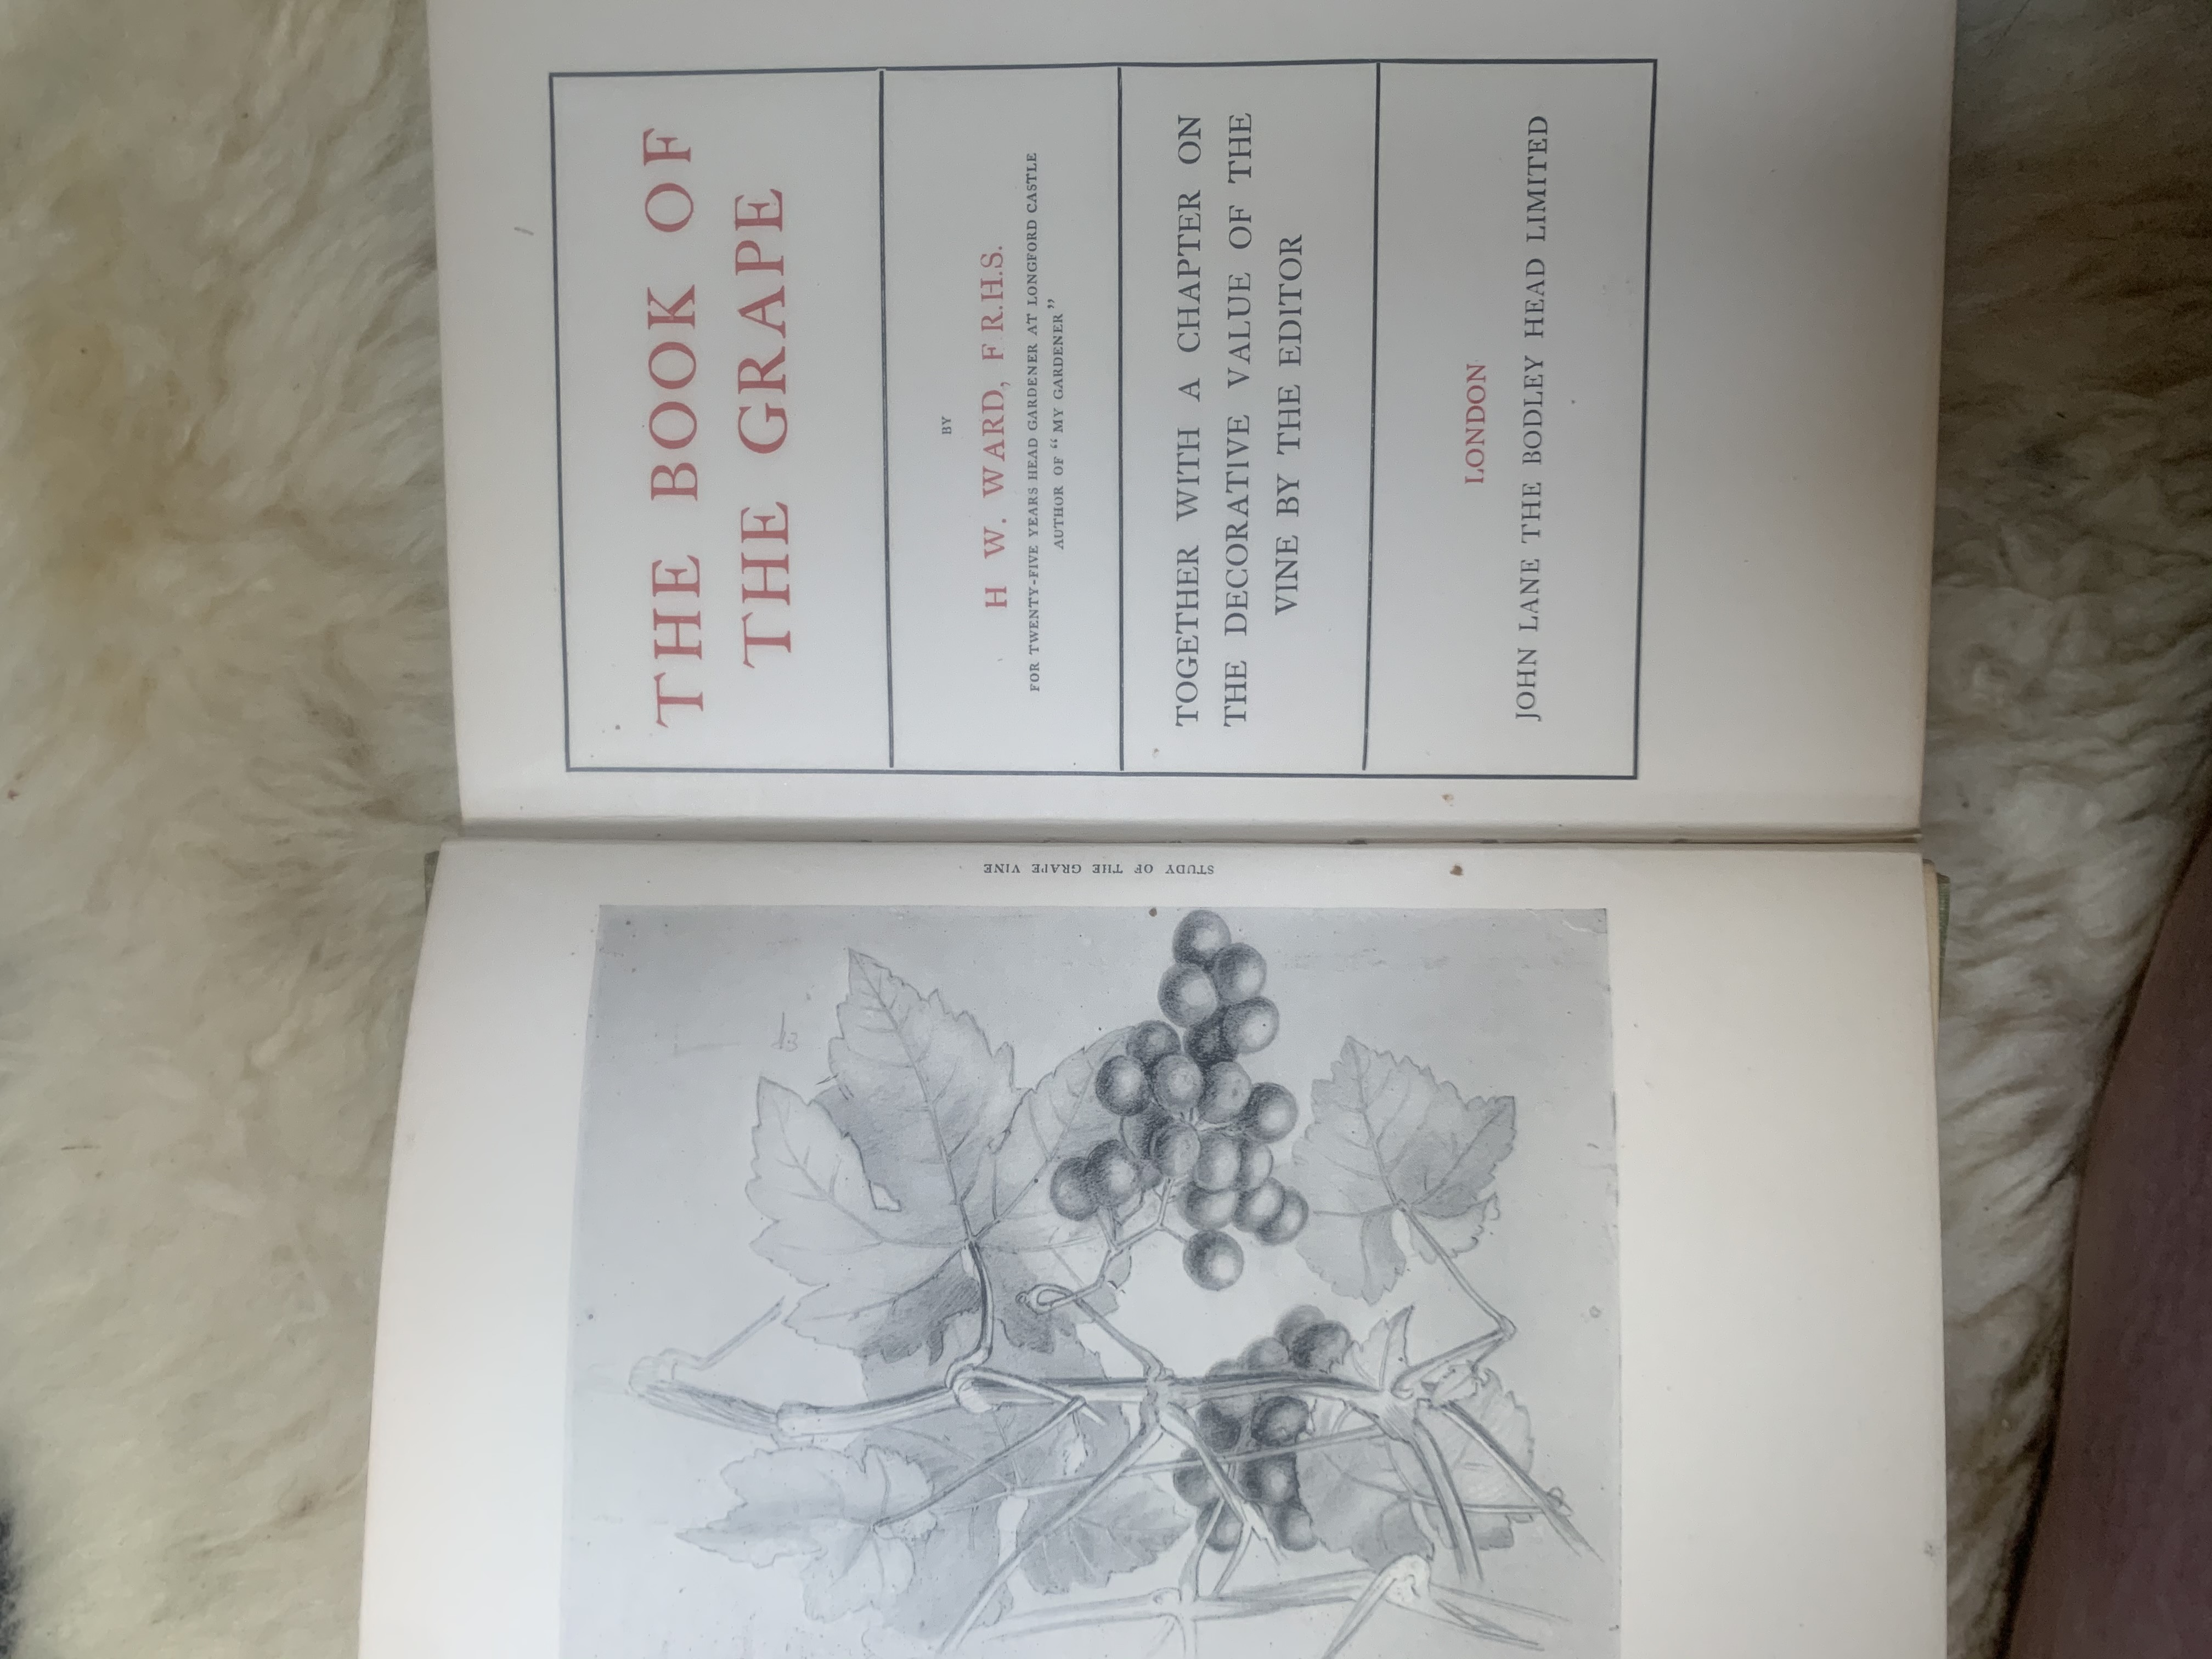 THE BOOK OF
THE GRAPE
BY
H W. WARD, F R.H.S.
FOR TWENTY-FIVE YEARS HEAD GARDENER AT LONGFORD CASTLE
AUTHOR OF “ MY GARDENER”
TOGETHER WITH A CHAPTER ON
THE DECORATIVE VALUE OF THE
VINE BY THE EDITOR
LONDON
JOHN LANE THE BODLEY HEAD LIMITED
STUDY OF THE GRAPE VINE